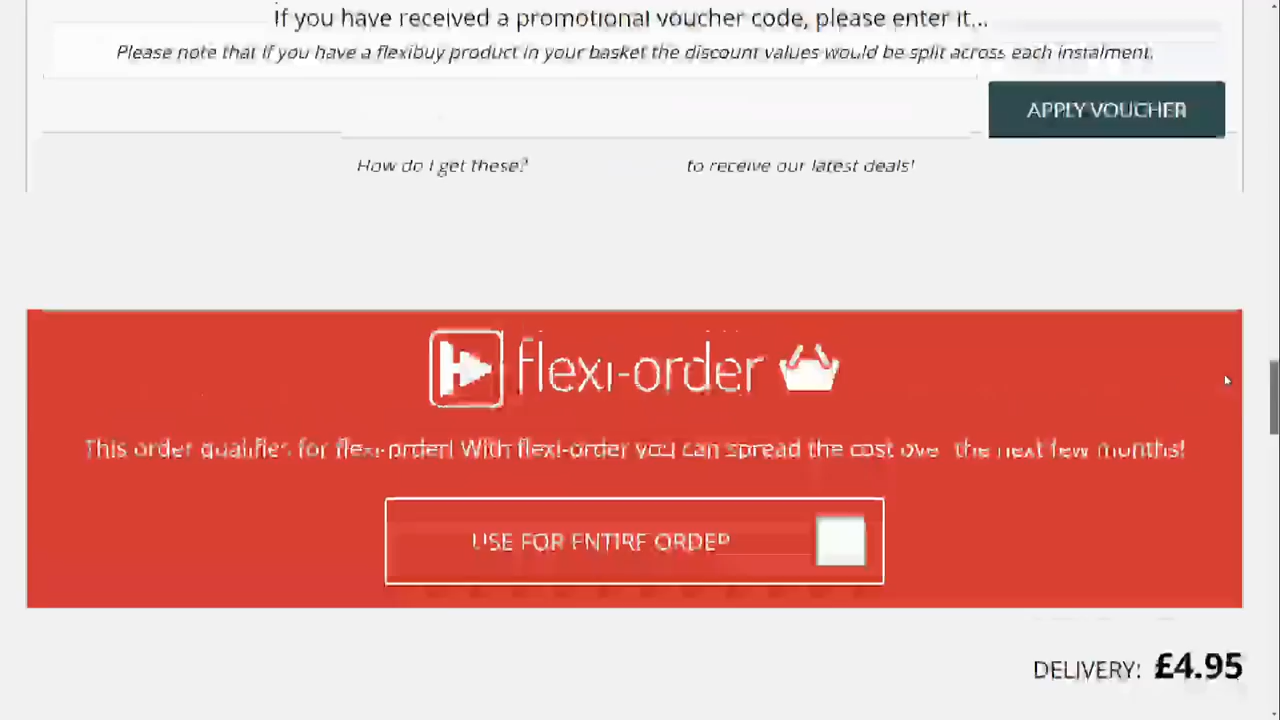 If you have received a promotional voucher code, please enter it...
Please note that if you have a flexibuy product in your basket the discount values would be split across each instalment.
APPLY VOUCHER
How do I get these? to receive our latest deals!
flexi-order
This order qualifies for flexi-order! With flexi-order you can spread the cost over the next few months!
USE FOR ENTIRE ORDER
DELIVERY: £4.95